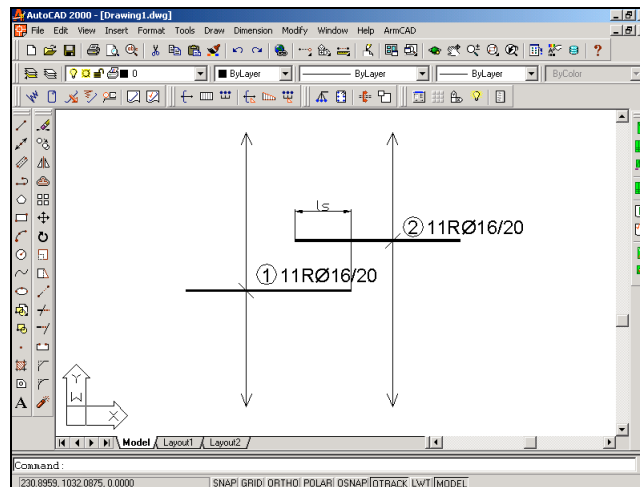 AutoCAD 2000 - [Drawing1.dwg]
File Edit View Insert Format Tools Draw Dimension Modify Window Help ArmCAD
0 ByLayer ByLayer ByLayer ByColor
ls
2 11RØ16/20
1 11RØ16/20
Y
W
X
A
Model Layout1 Layout2
Command:
230.8959, 1032.0875, 0.0000 SNAP GRID ORTHO POLAR OSNAP OTRACK LWT MODEL